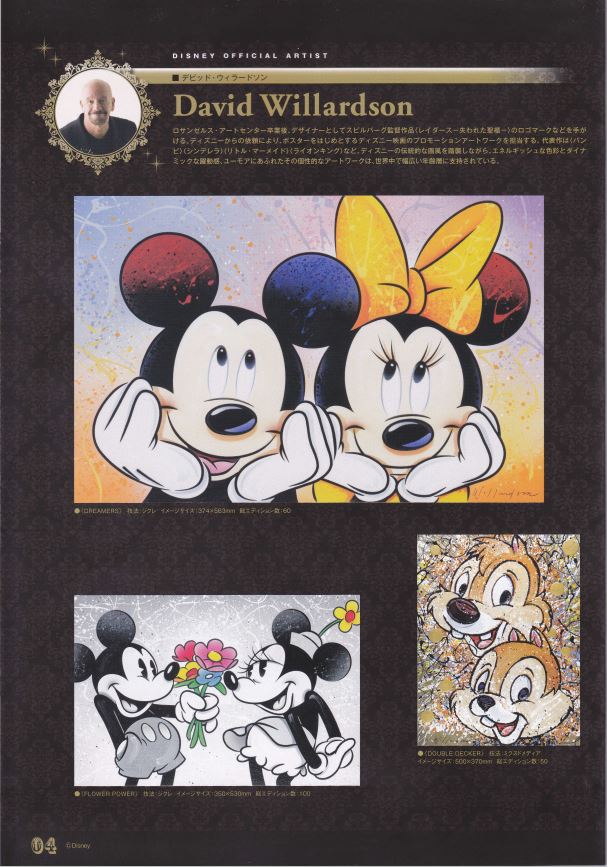 DISNEY OFFICIAL ARTIST
■ デビッド・ウィラードソン
David Willardson
ロサンゼルス・アートセンター卒業後、デザイナーとしてスピルバーグ監督作品《レイダース－失われた聖櫃－》のロゴマークなどを手が
ける。ディズニーからの依頼により、ポスターをはじめとするディズニー映画のプロモーションアートワークを担当する。代表作は《バン
ビ》《シンデレラ》《リトル・マーメイド》《ライオンキング》など。ディズニーの伝統的な画風を踏襲しながら、エネルギッシュな色彩とダイナ
ミックな躍動感、ユーモアにあふれたその個性的なアートワークは、世界中で幅広い年齢層に支持されている。
Willardson
●《DREAMERS》 技法：ジクレ イメージサイズ：374×563mm 総エディション数：60
●《DOUBLE DECKER》 技法：ミクストメディア
イメージサイズ：500×370mm 総エディション数：50
●《FLOWER POWER》 技法：ジクレ イメージサイズ：350×530mm 総エディション数：100
04 ©Disney